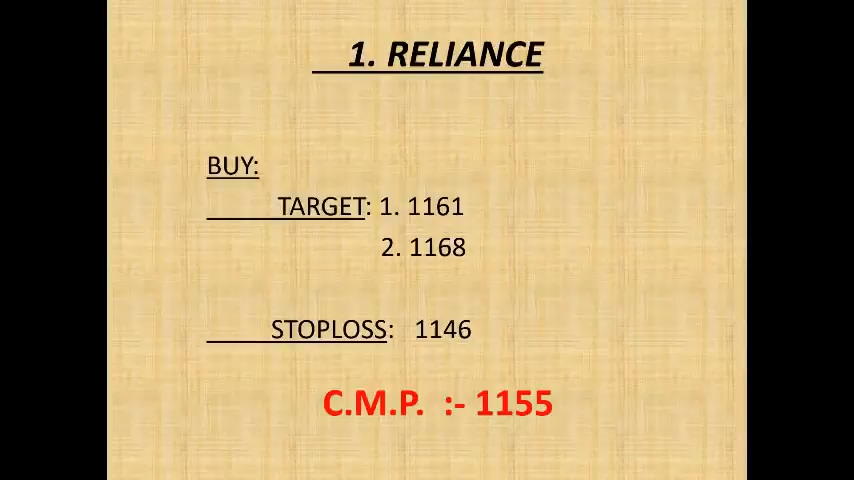 1. RELIANCE
BUY:
TARGET: 1. 1161
2. 1168
STOPLOSS: 1146
C.M.P. :- 1155